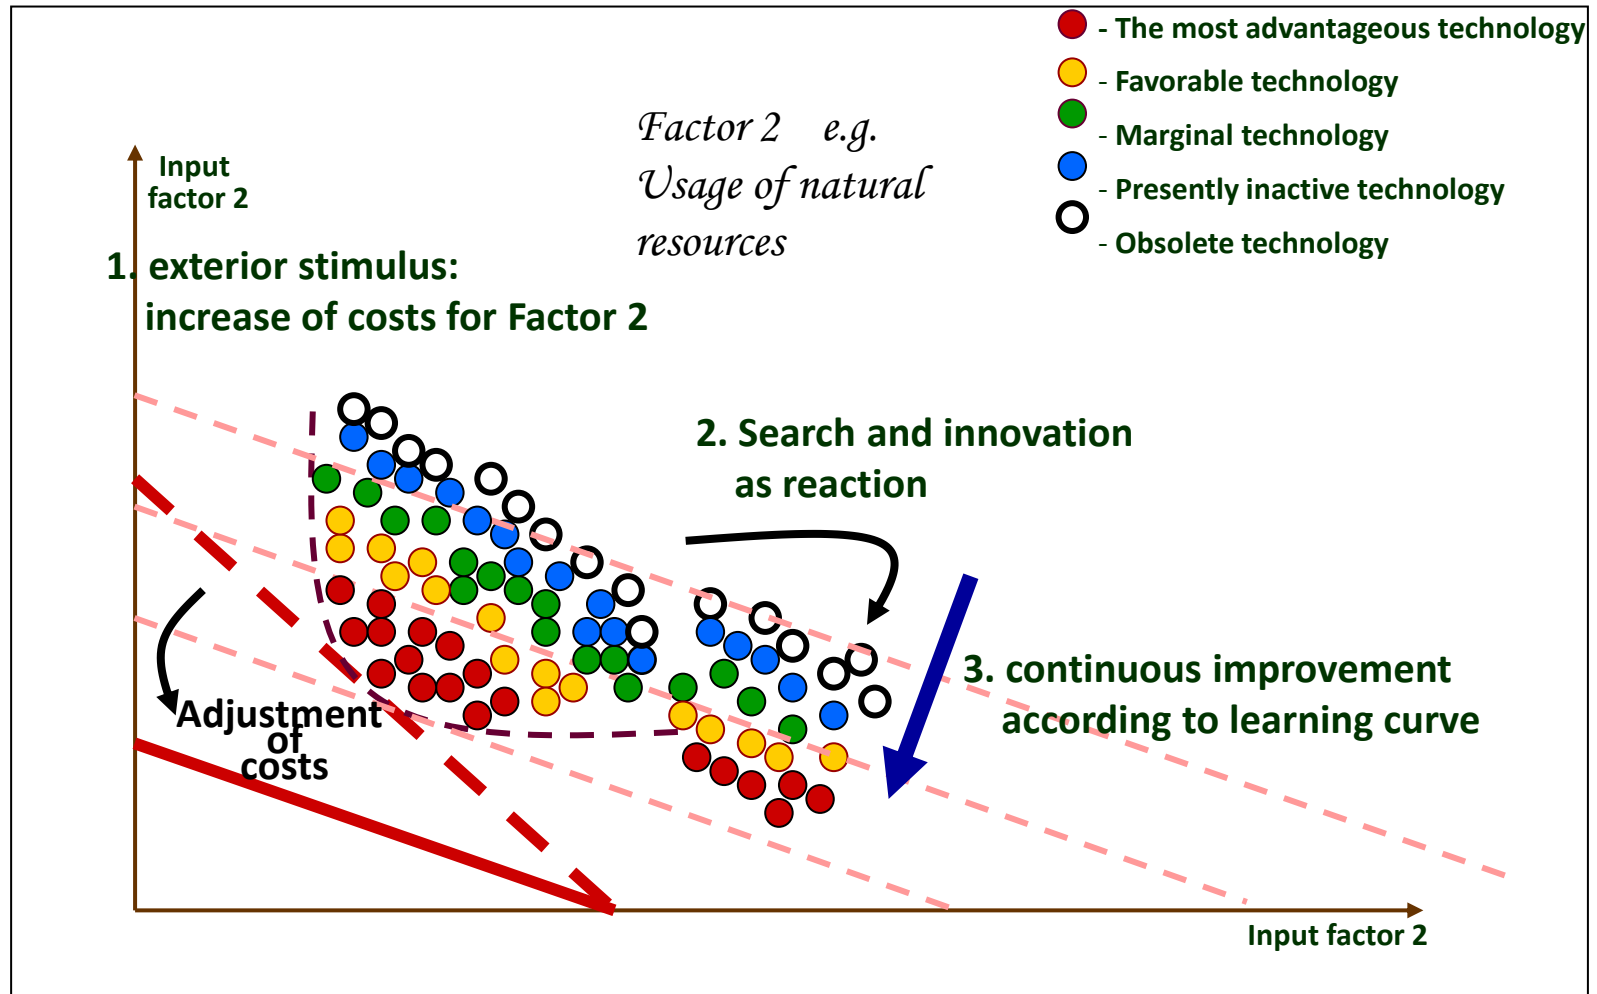 - The most advantageous technology
- Favorable technology
- Marginal technology
- Presently inactive technology
- Obsolete technology
Factor 2 e.g.
Usage of natural
resources
Input
factor 2
1. exterior stimulus:
increase of costs for Factor 2
2. Search and innovation
as reaction
3. continuous improvement
according to learning curve
Adjustment
of
costs
Input factor 2